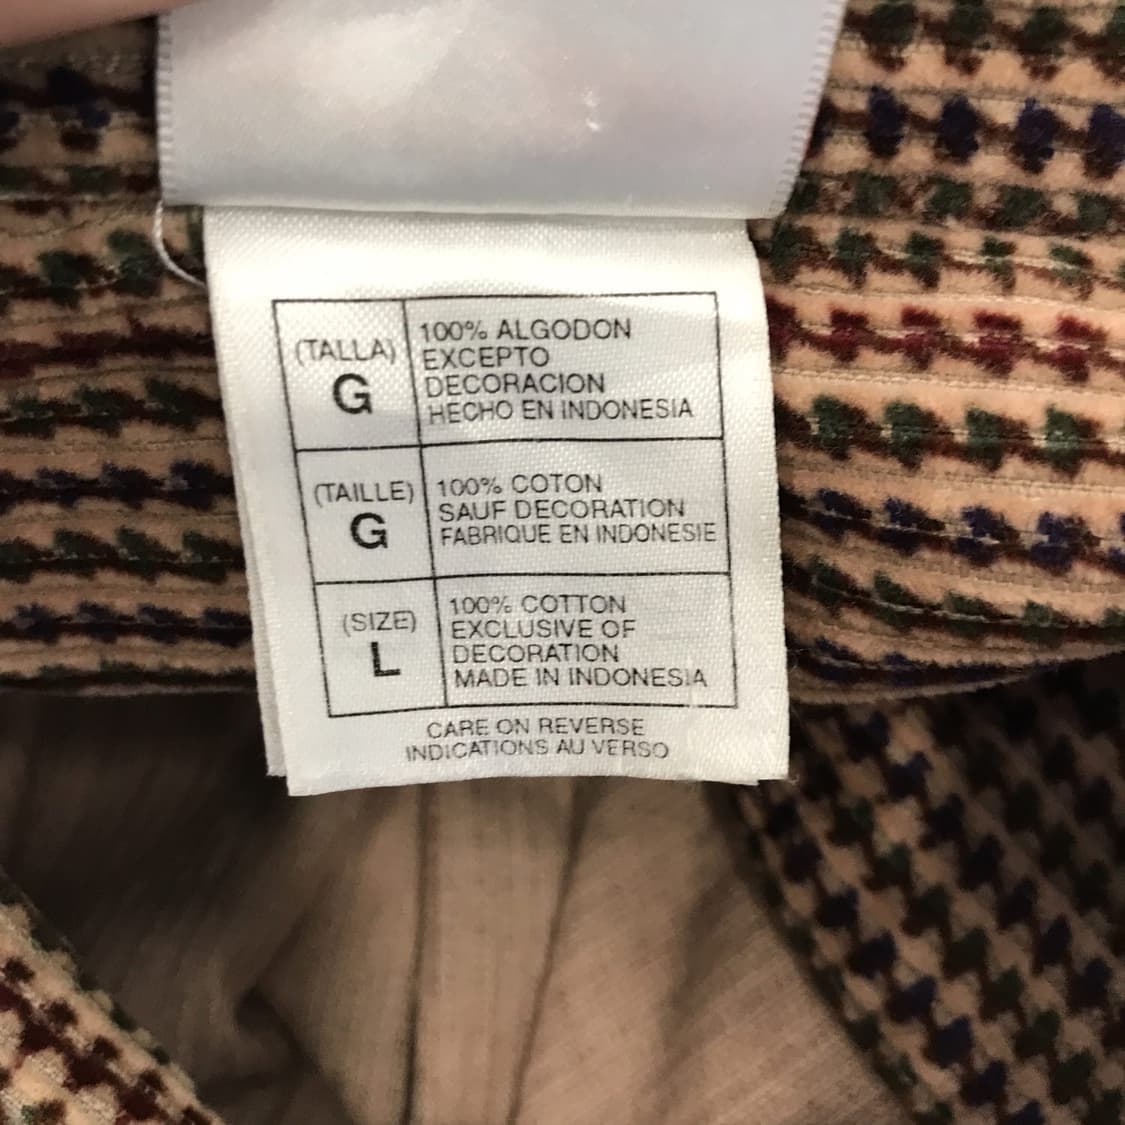 (TALLA)
G
100% ALGODON
EXCEPTO
DECORACION
HECHO EN INDONESIA
(TAILLE)
G
100% COTON
SAUF DECORATION
FABRIQUE EN INDONESIE
(SIZE)
L
100% COTTON
EXCLUSIVE OF
DECORATION
MADE IN INDONESIA
CARE ON REVERSE
INDICATIONS AU VERSO